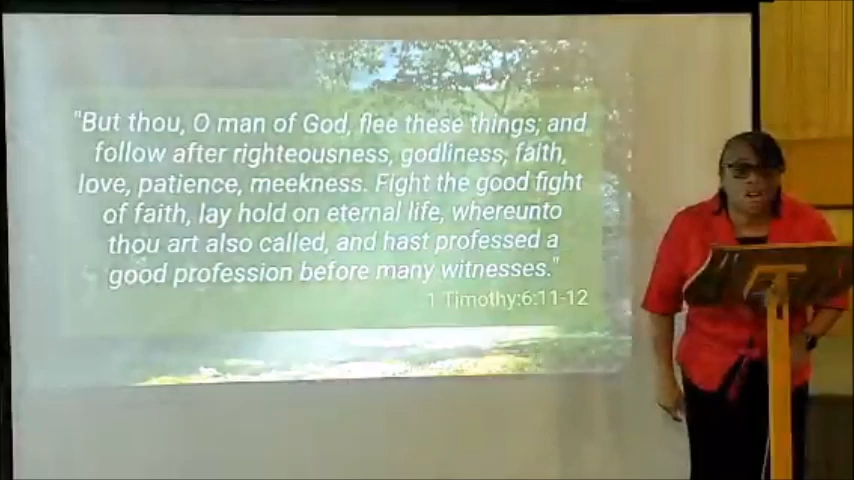 "But thou, O man of God, flee these things; and
follow after righteousness, godliness, faith,
love, patience, meekness. Fight the good fight
of faith, lay hold on eternal life, whereunto
thou art also called, and hast professed a
good profession before many witnesses."
1 Timothy:6:11-12